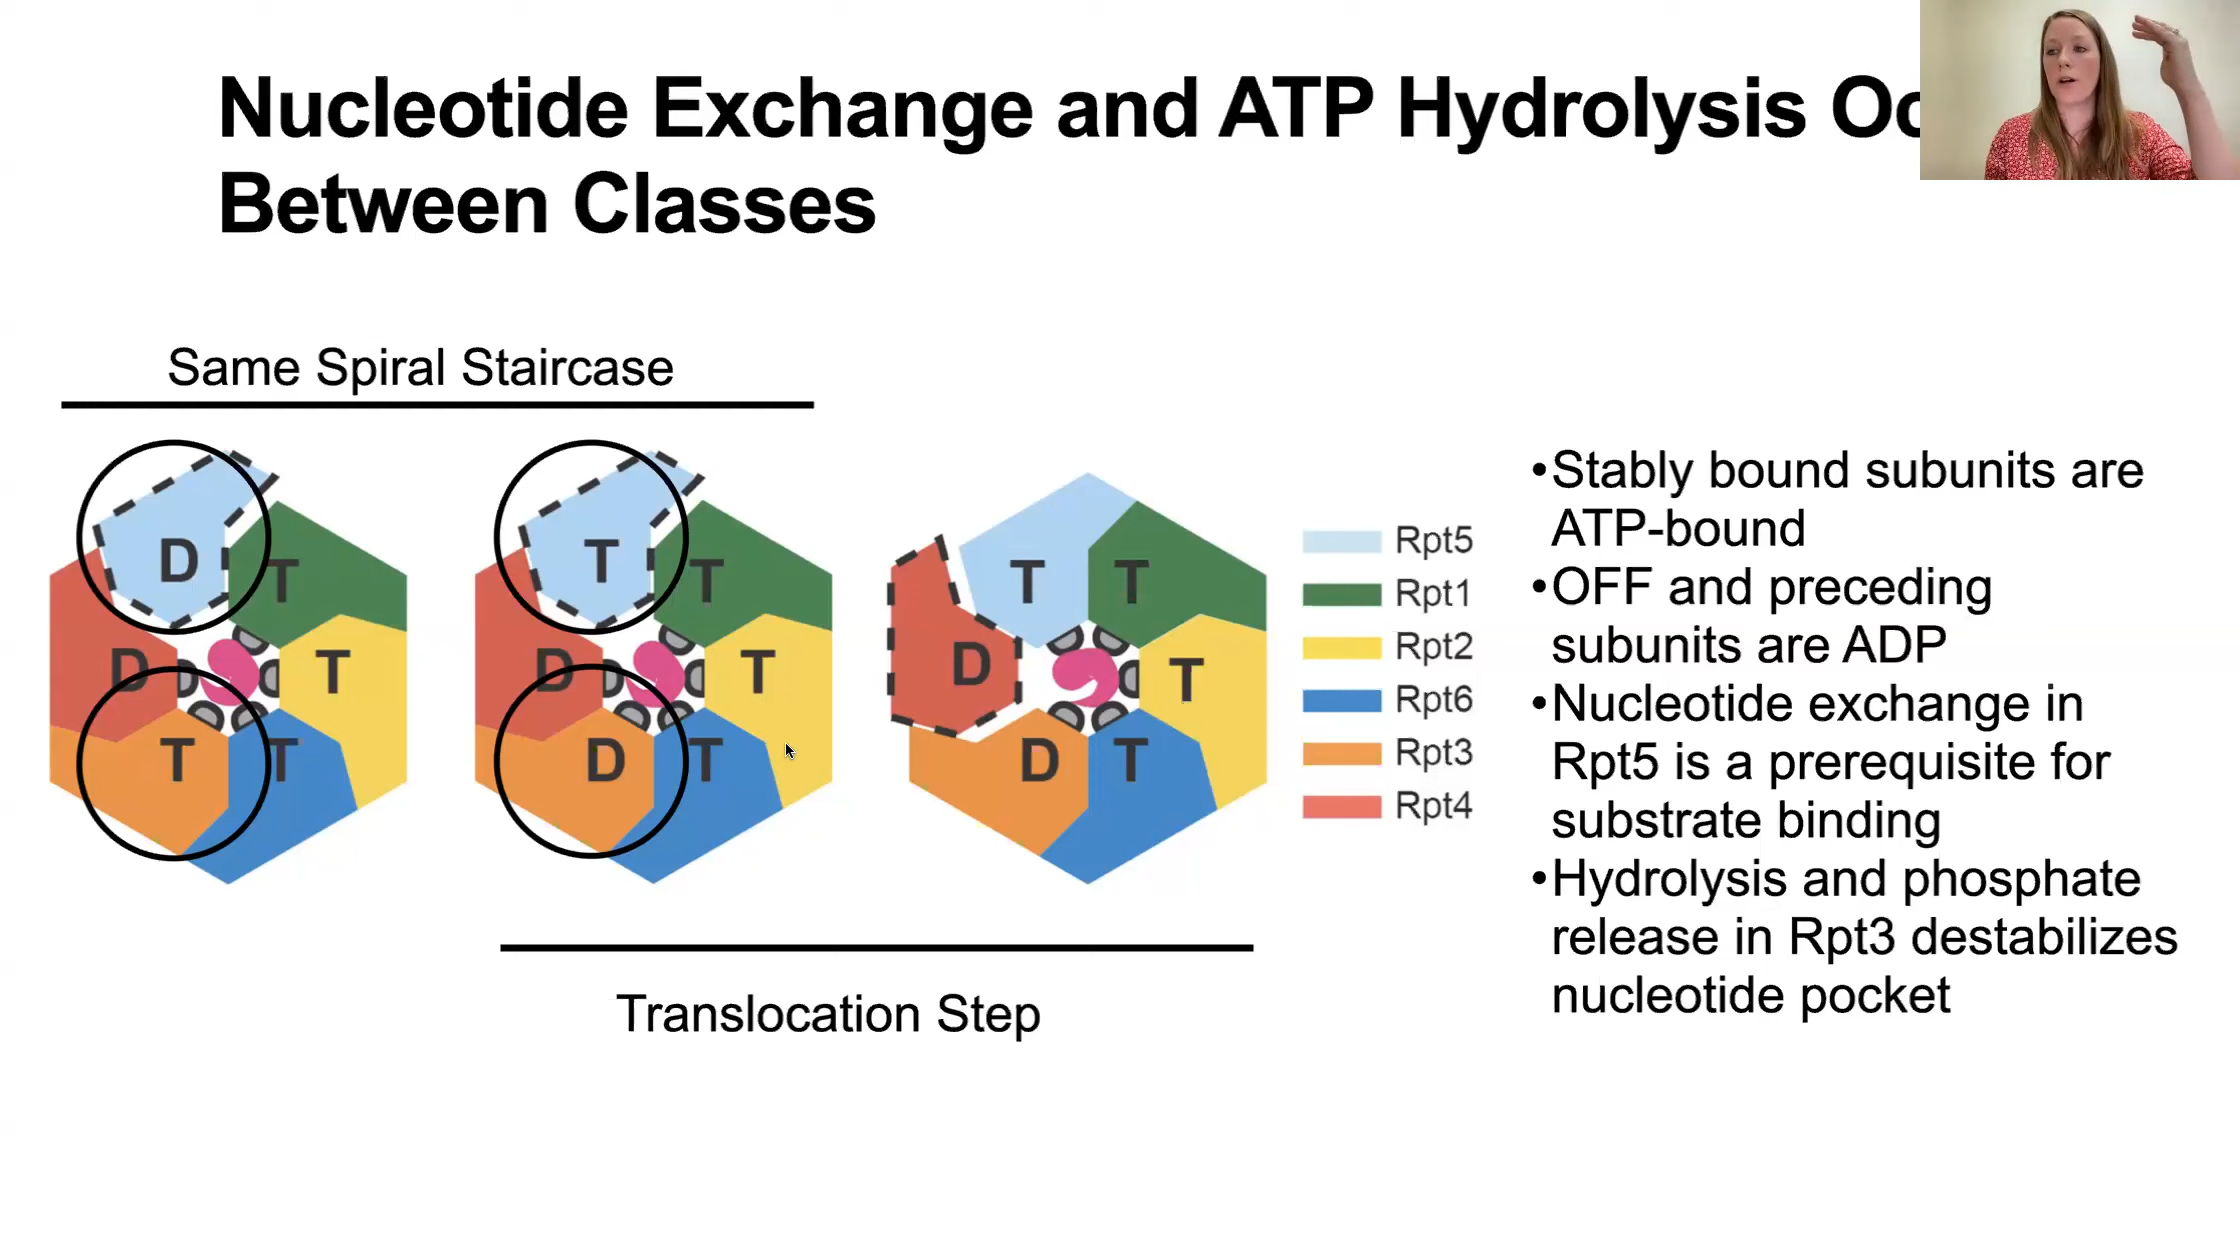 Nucleotide Exchange and ATP Hydrolysis
Between Classes
Same Spiral Staircase
D
T
D
T
T
T
T
T
D
T
D
T
T
T
D
T
D
T
Rpt5
Rpt1
Rpt2
Rpt6
Rpt3
Rpt4
•Stably bound subunits are
ATP-bound
•OFF and preceding
subunits are ADP
•Nucleotide exchange in
Rpt5 is a prerequisite for
substrate binding
•Hydrolysis and phosphate
release in Rpt3 destabilizes
nucleotide pocket
Translocation Step